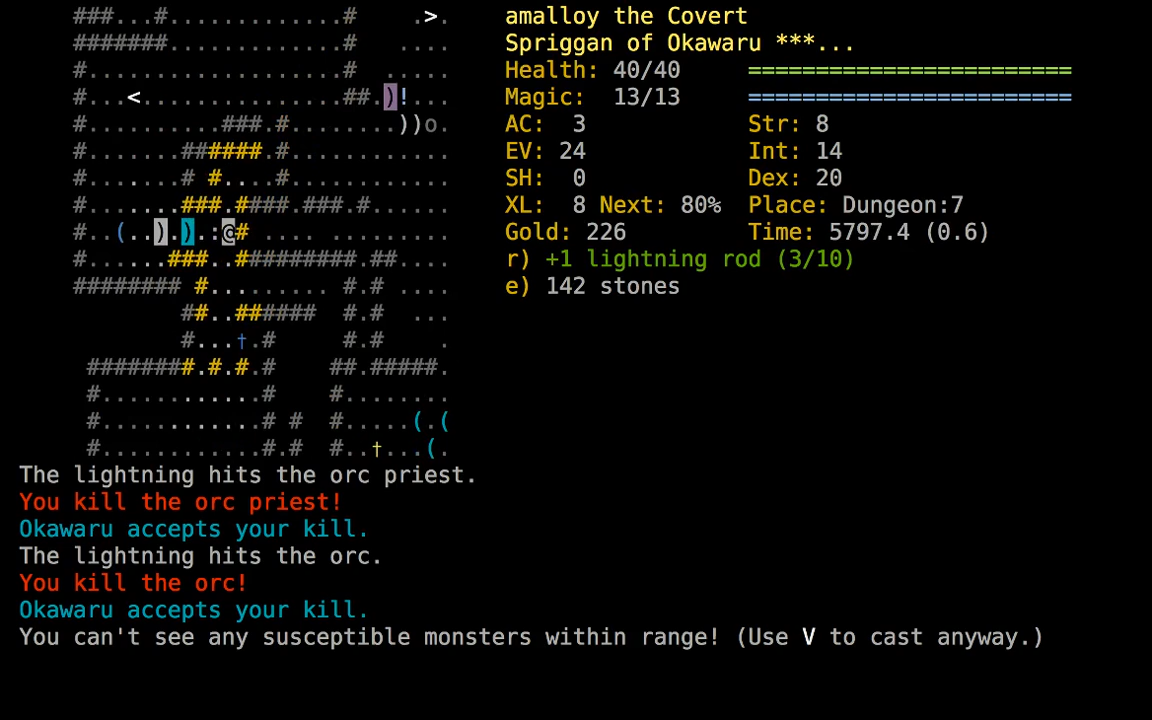 ###...#.............#    .>. amalloy the Covert
#######.............#   .... Spriggan of Okawaru ***...
#...................#  ..... Health: 40/40 ========================
#...<...............##.)!... Magic: 13/13 ========================
#..........###.#........))o. AC: 3 Str: 8
#.......######.#............ EV: 24 Int: 14
#.......# #....#............ SH: 0 Dex: 20
#.......###.####.###.#...... XL: 8 Next: 80% Place: Dungeon:7
#..(..).).:@# ..... ........ Gold: 226 Time: 5797.4 (0.6)
#......###..#########.##.... r) +1 lightning rod (3/10)
######## #......... #.# .... e) 142 stones
##..######  #.#  ...
#...†.#     #.#     .
########.#.#.#    ##.#####.
#............#    #........
#............# #  #.....(.(
#............#.#  #..†...(.
The lightning hits the orc priest.
You kill the orc priest!
Okawaru accepts your kill.
The lightning hits the orc.
You kill the orc!
Okawaru accepts your kill.
You can't see any susceptible monsters within range! (Use V to cast anyway.)